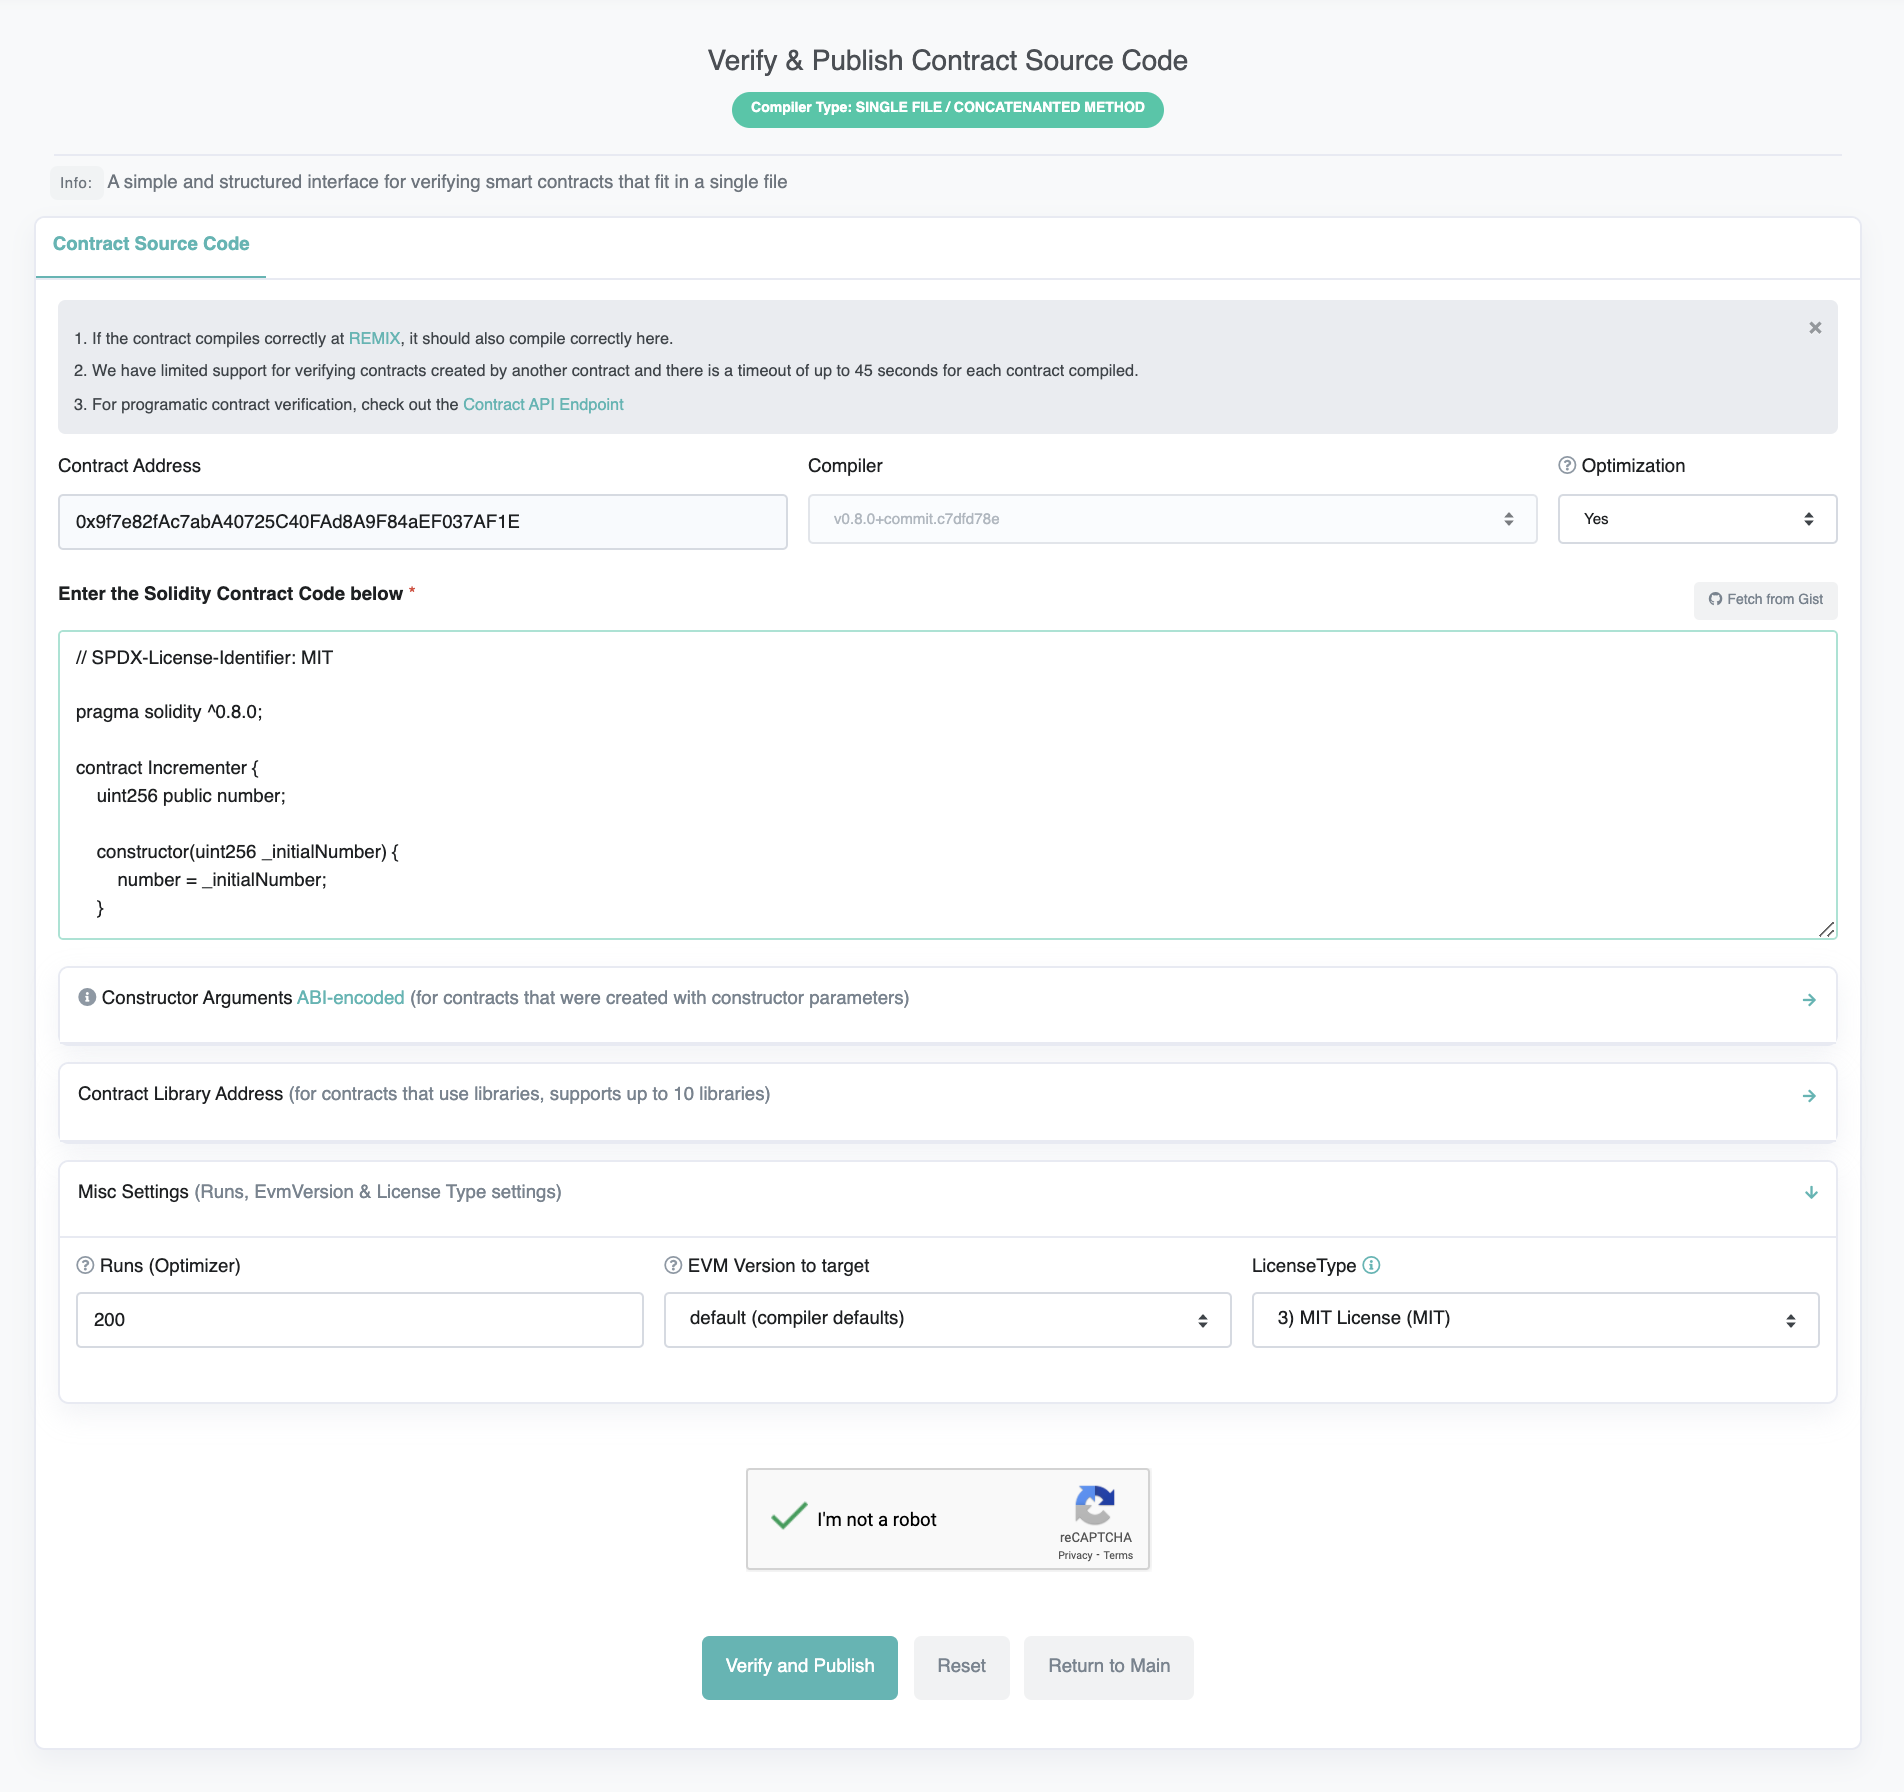 Verify & Publish Contract Source Code
Compiler Type: SINGLE FILE / CONCATENANTED METHOD
Info: A simple and structured interface for verifying smart contracts that fit in a single file
Contract Source Code
1. If the contract compiles correctly at REMIX, it should also compile correctly here.
2. We have limited support for verifying contracts created by another contract and there is a timeout of up to 45 seconds for each contract compiled.
3. For programatic contract verification, check out the Contract API Endpoint
Contract Address
Compiler
Optimization
0x9f7e82fAc7abA40725C40FAd8A9F84aEF037AF1E
v0.8.0+commit.c7dfd78e
Yes
Enter the Solidity Contract Code below *
Fetch from Gist
// SPDX-License-Identifier: MIT
pragma solidity ^0.8.0;
contract Incrementer {
uint256 public number;
constructor(uint256 _initialNumber) {
number = _initialNumber;
}
Constructor Arguments ABI-encoded (for contracts that were created with constructor parameters)
Contract Library Address (for contracts that use libraries, supports up to 10 libraries)
Misc Settings (Runs, EvmVersion & License Type settings)
Runs (Optimizer)
EVM Version to target
LicenseType
200
default (compiler defaults)
3) MIT License (MIT)
I'm not a robot
reCAPTCHA
Privacy - Terms
Verify and Publish
Reset
Return to Main